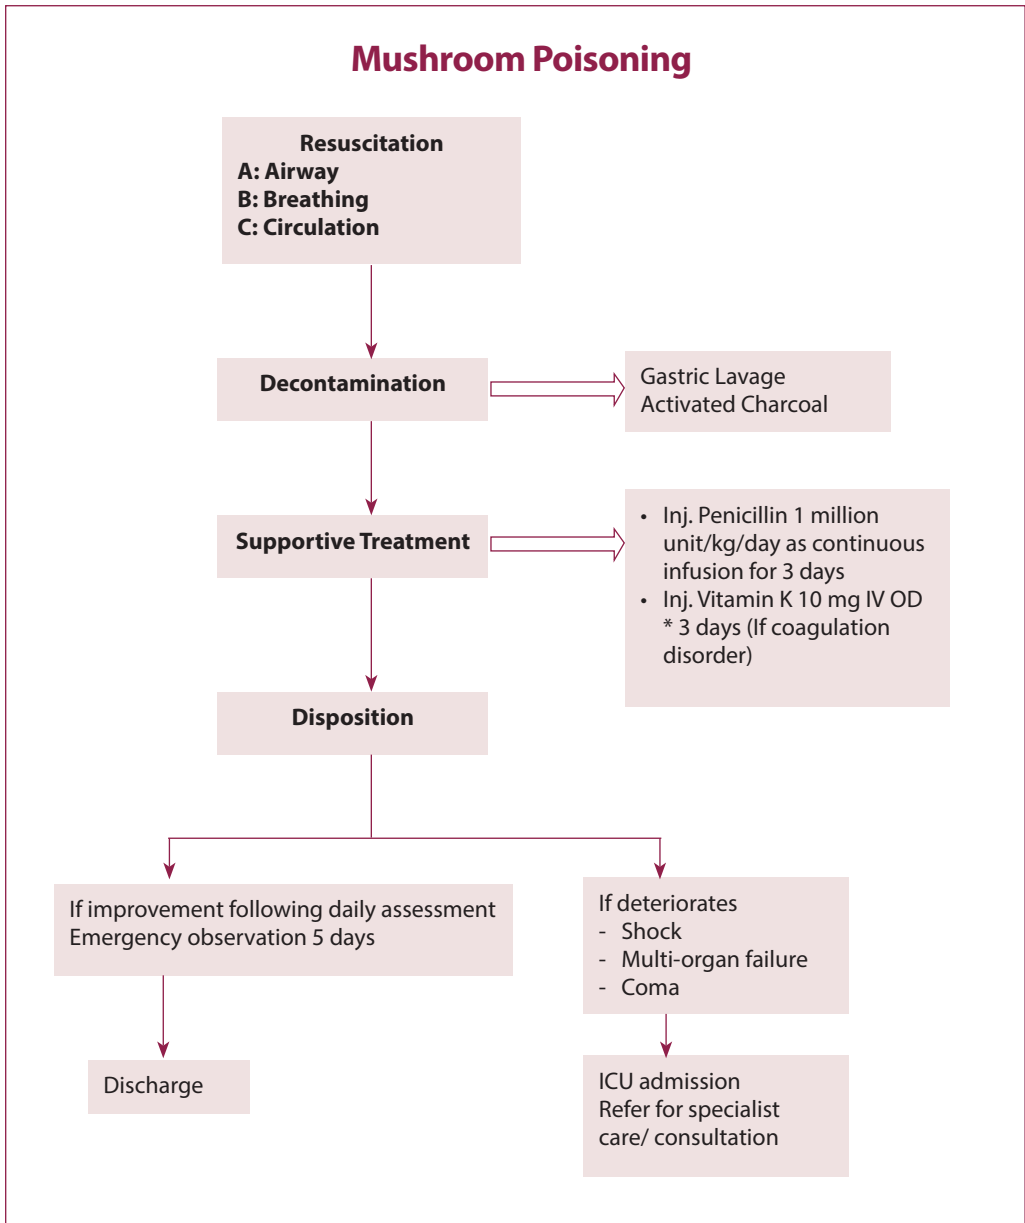 Mushroom Poisoning
Resuscitation
A: Airway
B: Breathing
C: Circulation
Decontamination
Gastric Lavage
Activated Charcoal
Supportive Treatment
• Inj. Penicillin 1 million
unit/kg/day as continuous
infusion for 3 days
• Inj. Vitamin K 10 mg IV OD
* 3 days (If coagulation
disorder)
Disposition
If improvement following daily assessment
Emergency observation 5 days
If deteriorates
- Shock
- Multi-organ failure
- Coma
Discharge
ICU admission
Refer for specialist
care/ consultation